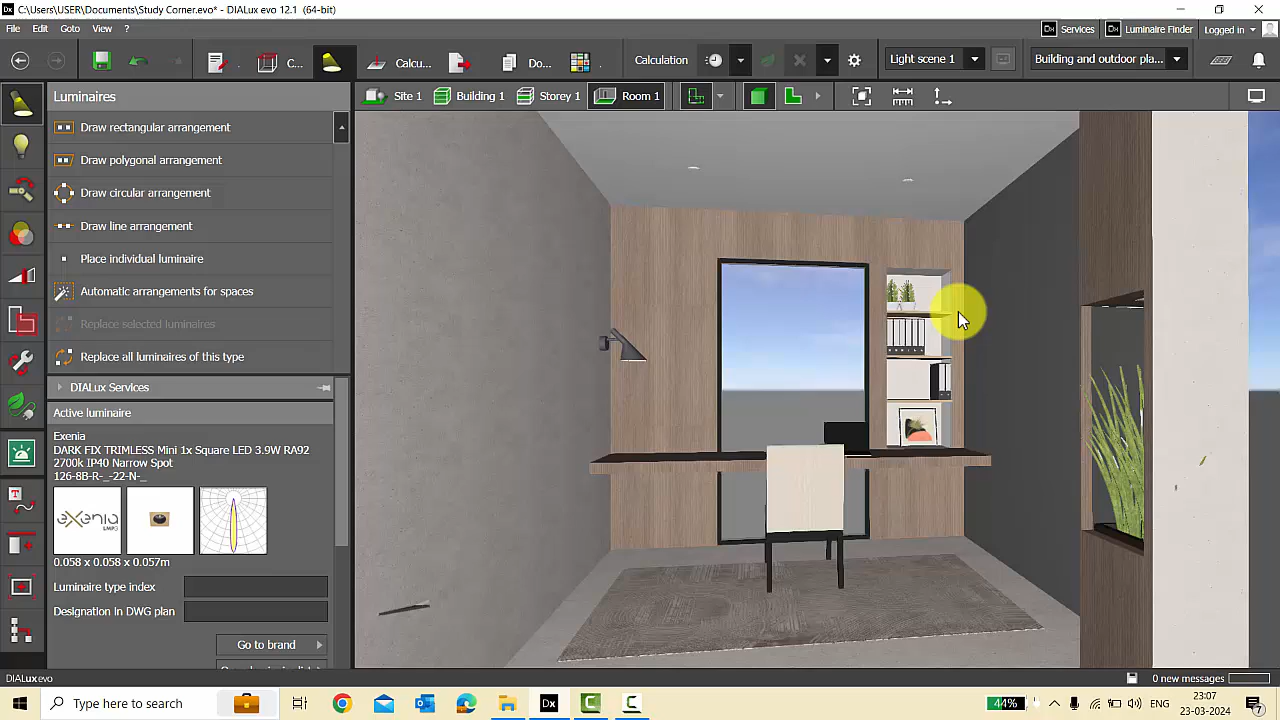 C:\Users\USER\Documents\Study Corner.evo* - DIALux evo 12.1 (64-bit)
File Edit Goto View ?
Services
Luminaire Finder
Logged in
C...
Calcu...
Do...
Calculation
Light scene 1
Building and outdoor pla...
Luminaires
Site 1
Building 1
Storey 1
Room 1
Draw rectangular arrangement
Draw polygonal arrangement
Draw circular arrangement
Draw line arrangement
Place individual luminaire
Automatic arrangements for spaces
Replace selected luminaires
Replace all luminaires of this type
DIALux Services
Active luminaire
Exenia
DARK FIX TRIMLESS Mini 1x Square LED 3.9W RA92
2700k IP40 Narrow Spot
126-8B-R-_-22-N-_
exenia
0.058 x 0.058 x 0.057m
Luminaire type index
Designation in DWG plan
Go to brand
DIALux evo
0 new messages
Type here to search
44%
ENG
23:07
23-03-2024
7